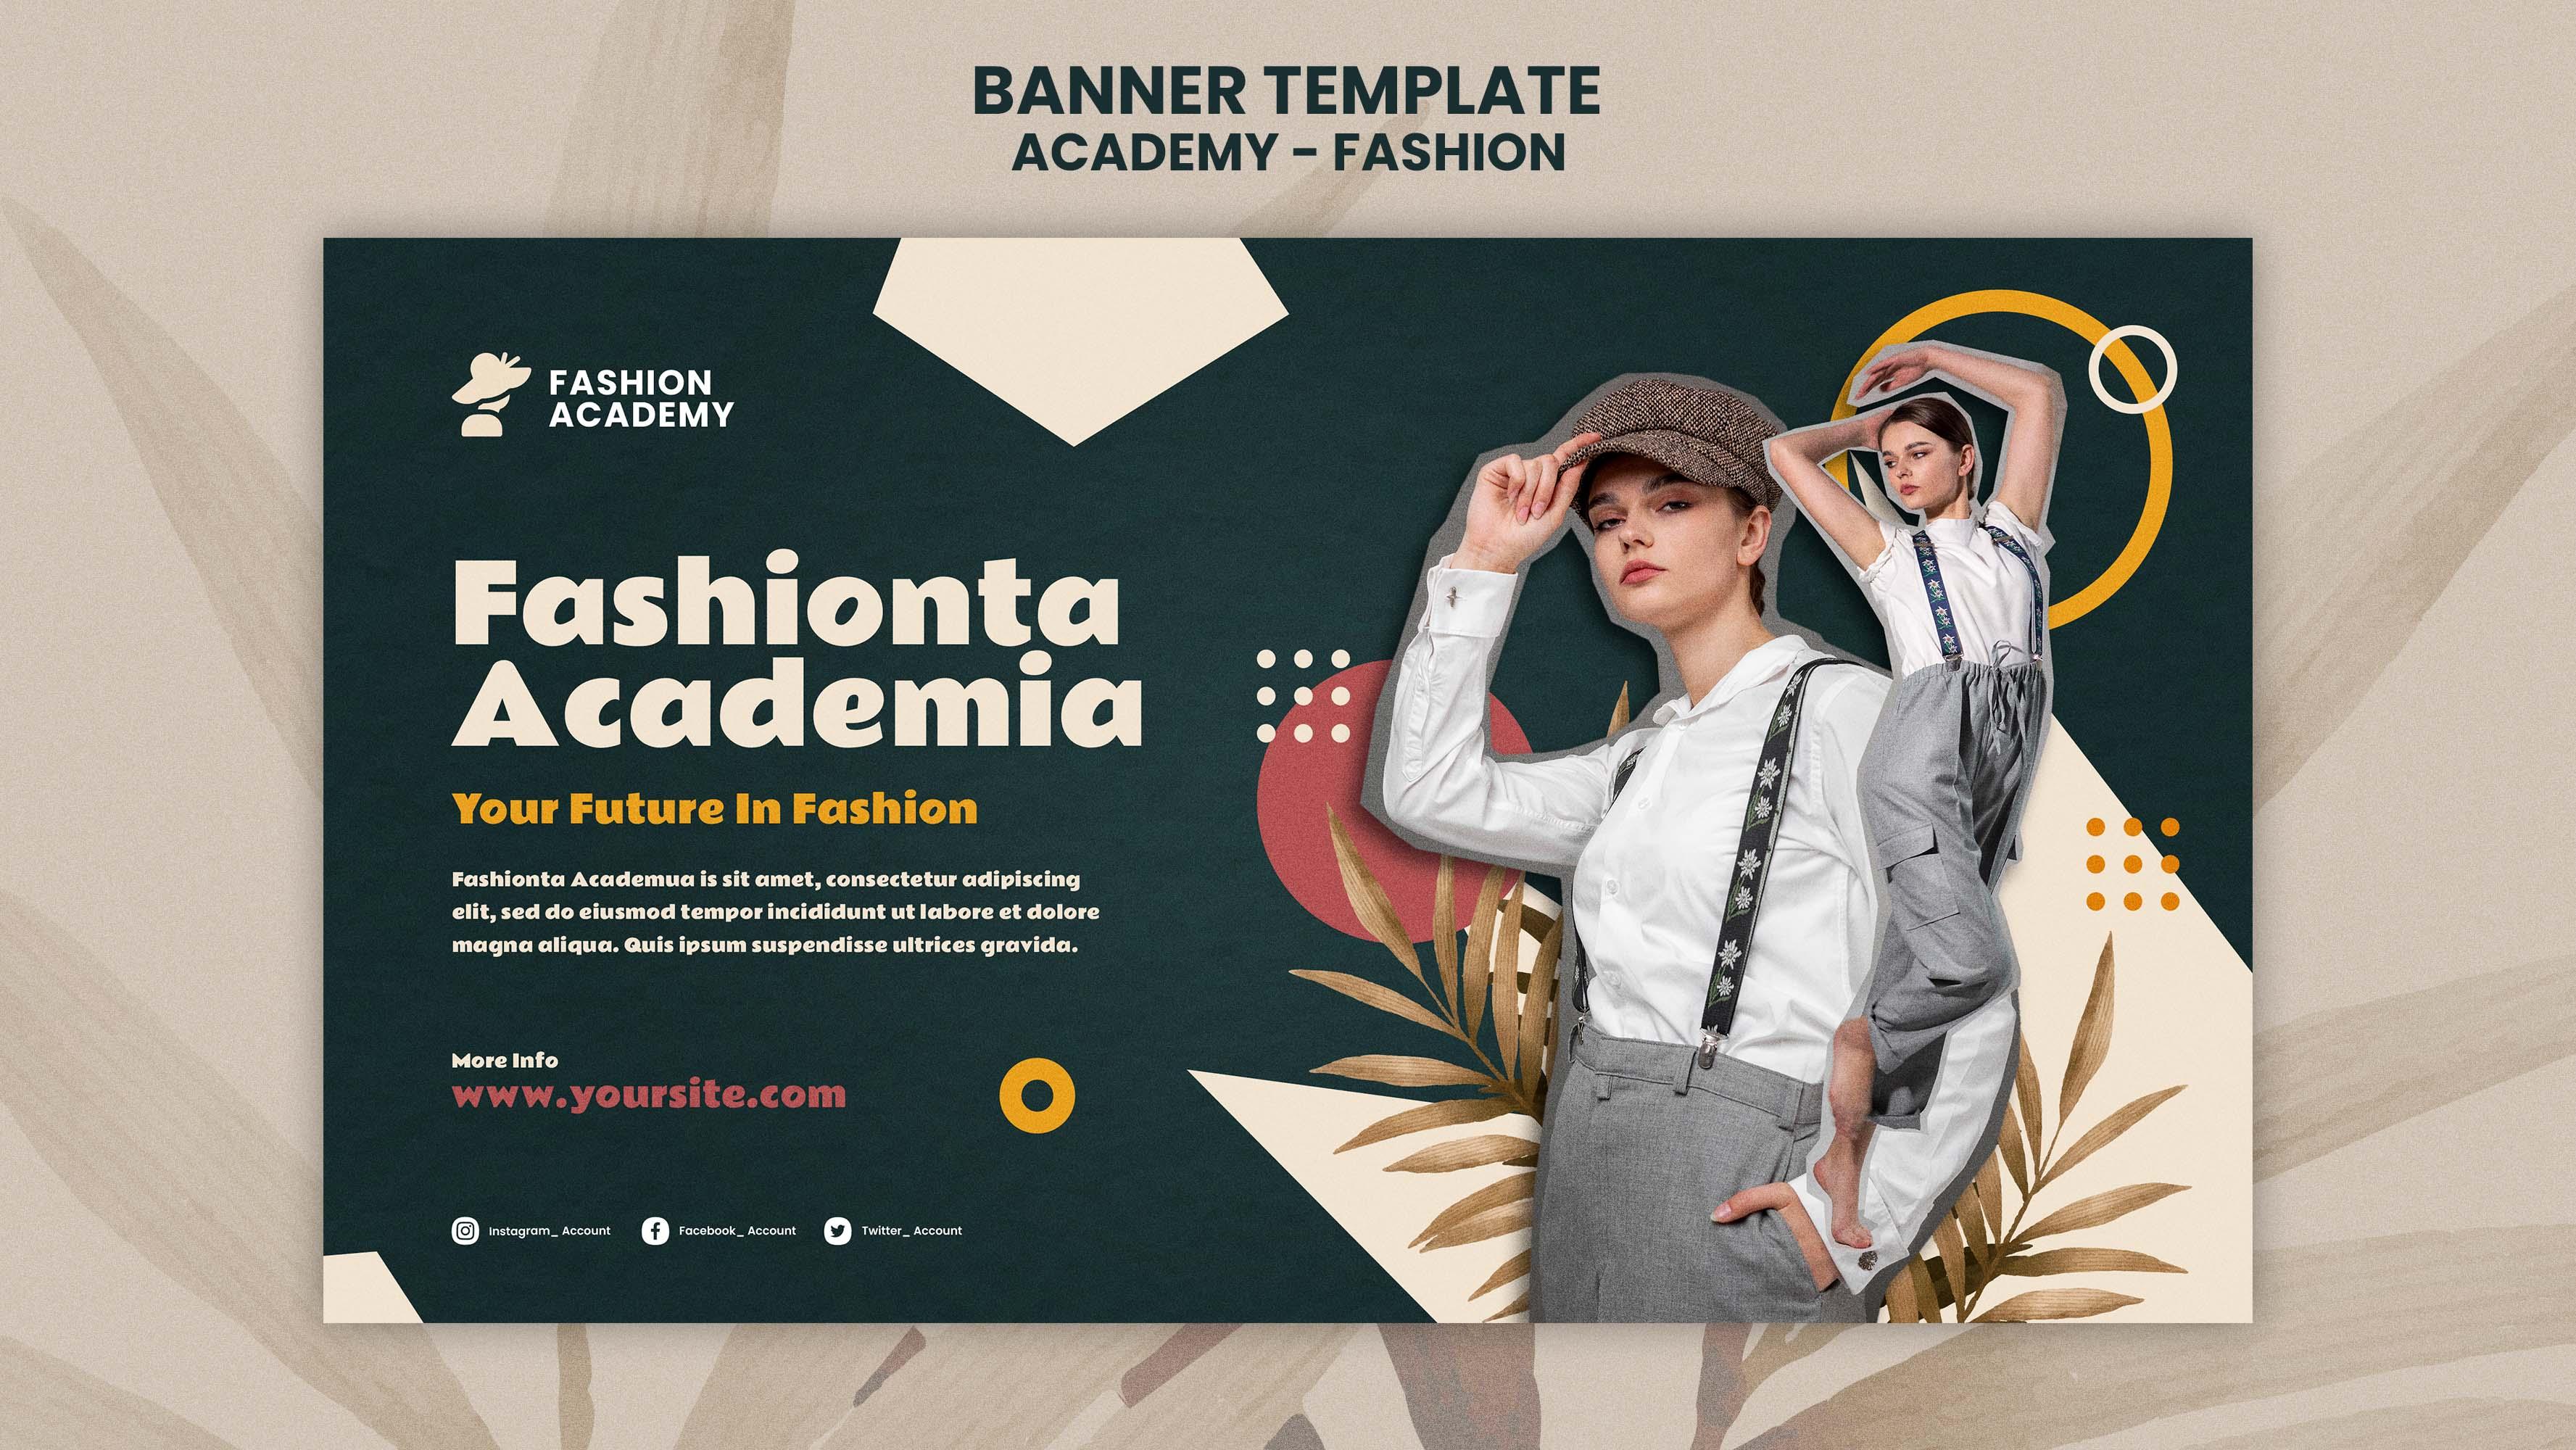 BANNER TEMPLATE
ACADEMY - FASHION
FASHION
ACADEMY
Fashionta
Academia
Your Future In Fashion
Fashionta Academua is sit amet, consectetur adipiscing
elit, sed do eiusmod tempor incididunt ut labore et dolore
magna aliqua. Quis ipsum suspendisse ultrices gravida.
More Info
www.yoursite.com
Instagram_ Account
Facebook_ Account
Twitter_ Account